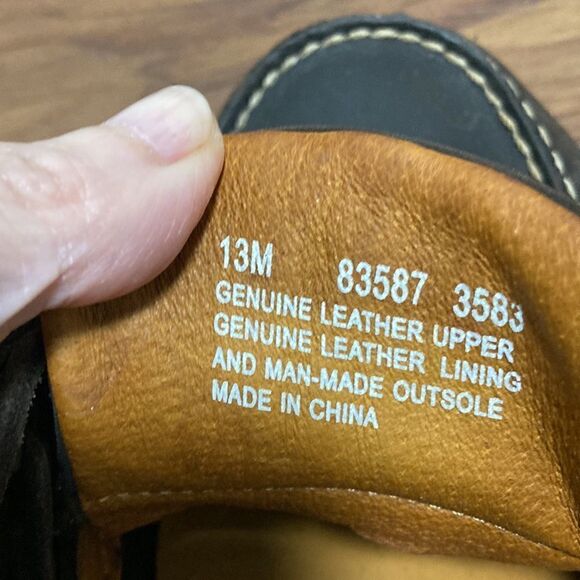 13M 83587 3583
GENUINE LEATHER UPPER
GENUINE LEATHER LINING
AND MAN-MADE OUTSOLE
MADE IN CHINA